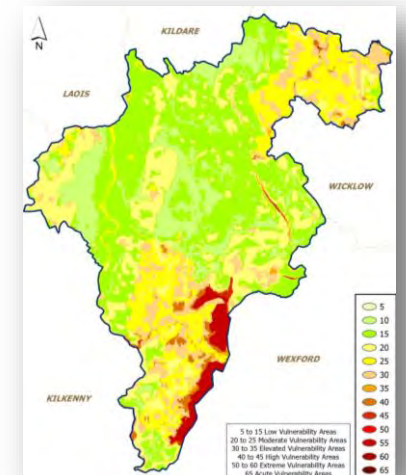 N
KILDARE
LAOIS
WICKLOW
WEXFORD
KILKENNY
5
10
15
20
25
30
35
40
45
50
55
60
65
5 to 15 Low Vulnerability Areas
20 to 25 Moderate Vulnerability Areas
30 to 35 Elevated Vulnerability Areas
40 to 45 High Vulnerability Areas
50 to 60 Extreme Vulnerability Areas
65 Acute Vulnerability Areas